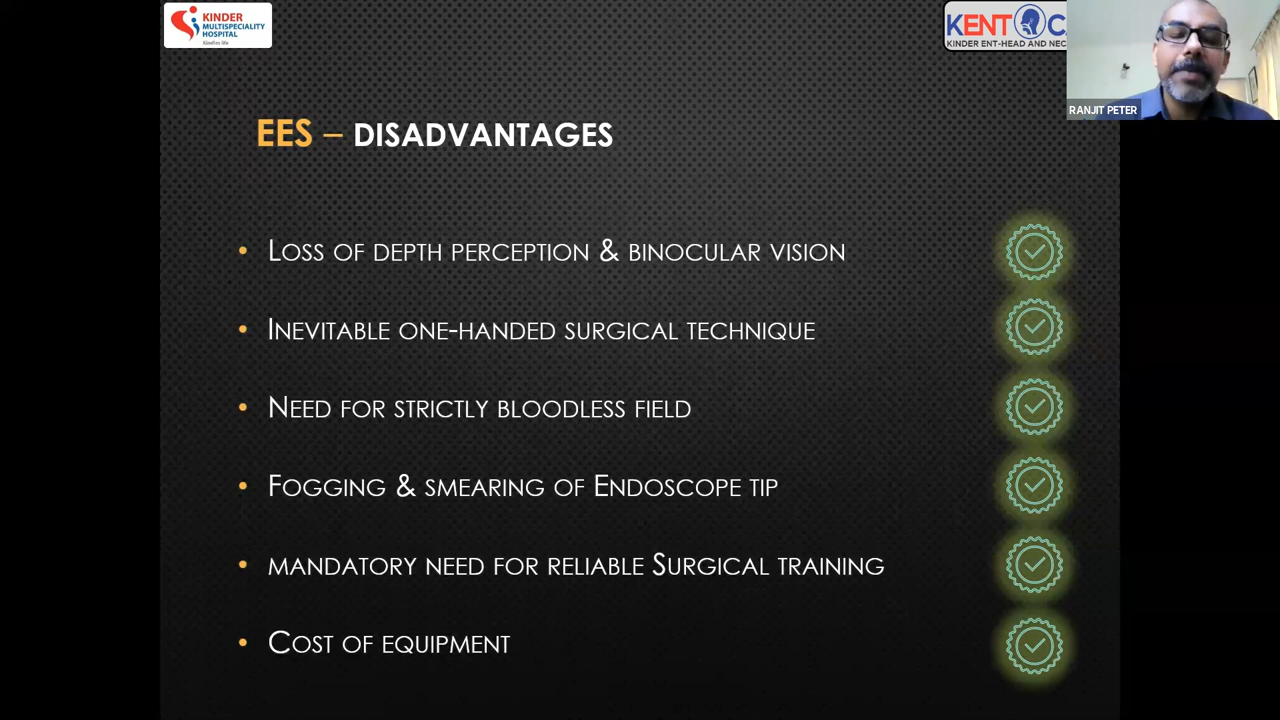 KINDER
MULTISPECIALITY
HOSPITAL
KENT
KINDER ENT-HEAD AND NEC
RANJIT PETER
EES – DISADVANTAGES
• LOSS OF DEPTH PERCEPTION & BINOCULAR VISION
• INEVITABLE ONE-HANDED SURGICAL TECHNIQUE
• NEED FOR STRICTLY BLOODLESS FIELD
• FOGGING & SMEARING OF ENDOSCOPE TIP
• MANDATORY NEED FOR RELIABLE SURGICAL TRAINING
• COST OF EQUIPMENT